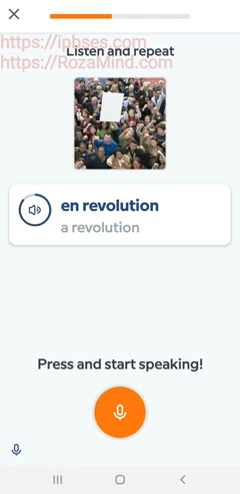 https://ipbses.com
https://RozaMind.com
Listen and repeat
en revolution
a revolution
Press and start speaking!